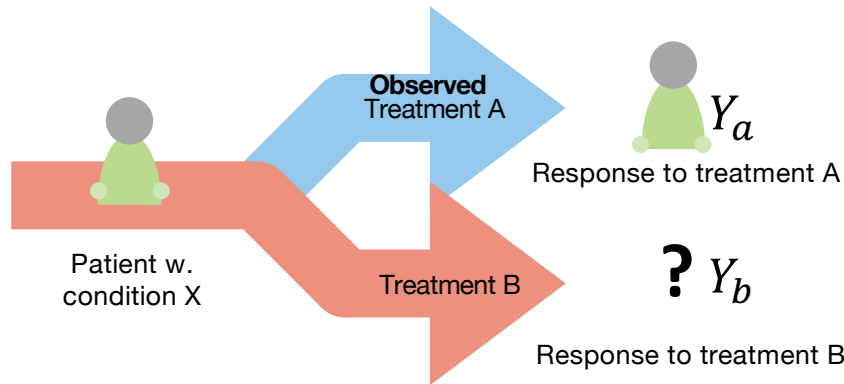 Observed
Treatment A
Y_a
Response to treatment A
Patient w.
condition X
Treatment B
? Y_b
Response to treatment B